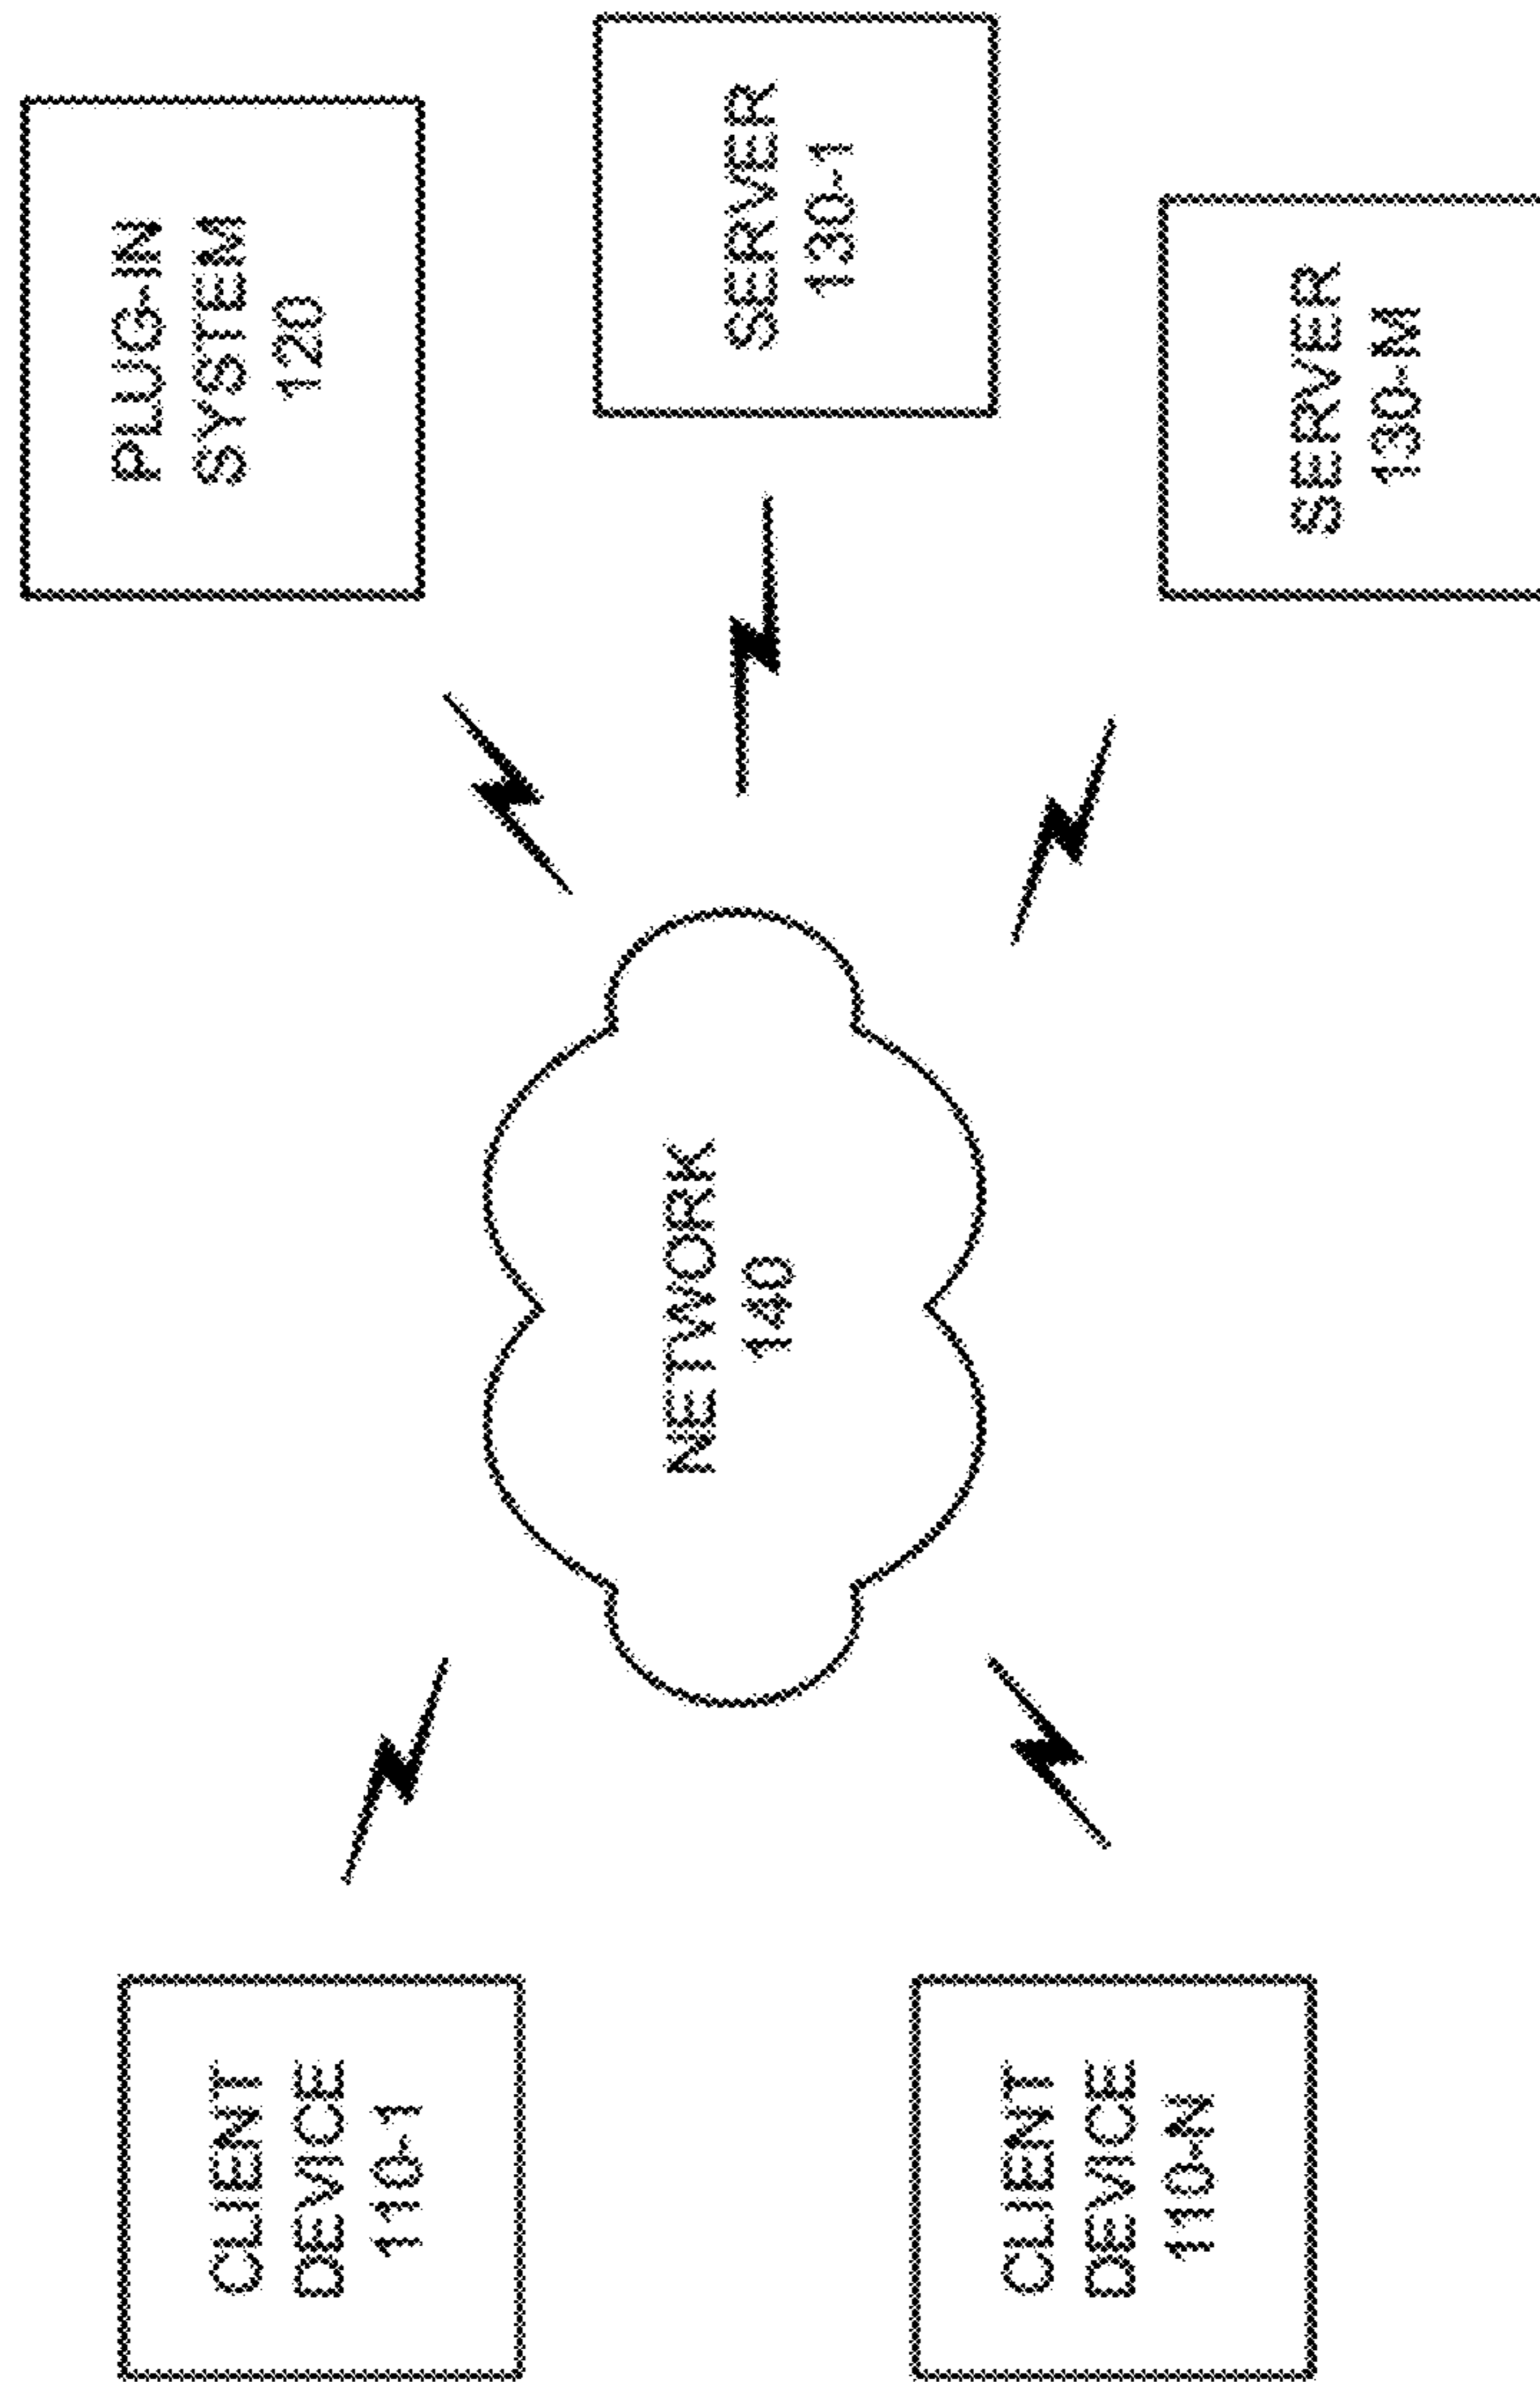 CLIENT
DEVICE
110-1
CLIENT
DEVICE
110-N
NETWORK
140
PLUG-IN
SYSTEM
120
SERVER
130-1
SERVER
130-M